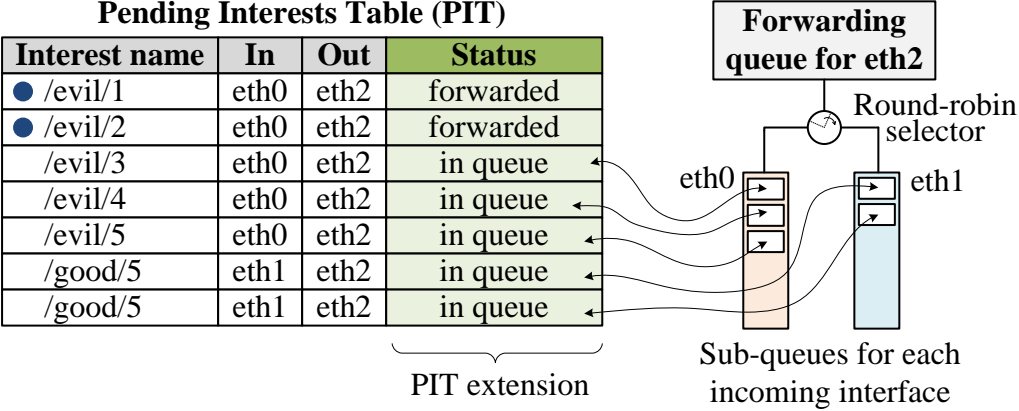 Pending Interests Table (PIT)
Interest name In Out Status
/evil/1 eth0 eth2 forwarded
/evil/2 eth0 eth2 forwarded
/evil/3 eth0 eth2 in queue
/evil/4 eth0 eth2 in queue
/evil/5 eth0 eth2 in queue
/good/5 eth1 eth2 in queue
/good/5 eth1 eth2 in queue
PIT extension
Forwarding
queue for eth2
Round-robin
selector
eth0
eth1
Sub-queues for each
incoming interface